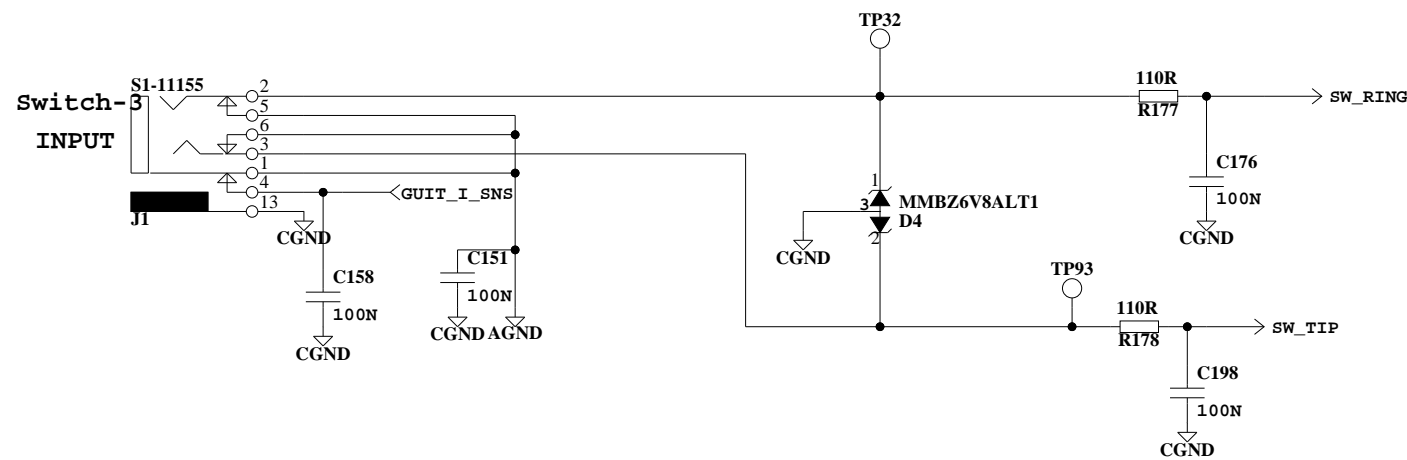 TP32
S1-11155
2
110R
Switch-3
SW_RING
5
R177
INPUT
6
3
1
C176
4
GUIT_I_SNS
1
100N
13
3
MMBZ6V8ALT1
J1
D4
CGND
2
CGND
C151
CGND
TP93
C158
100N
110R
100N
SW_TIP
CGND
AGND
R178
CGND
C198
100N
CGND